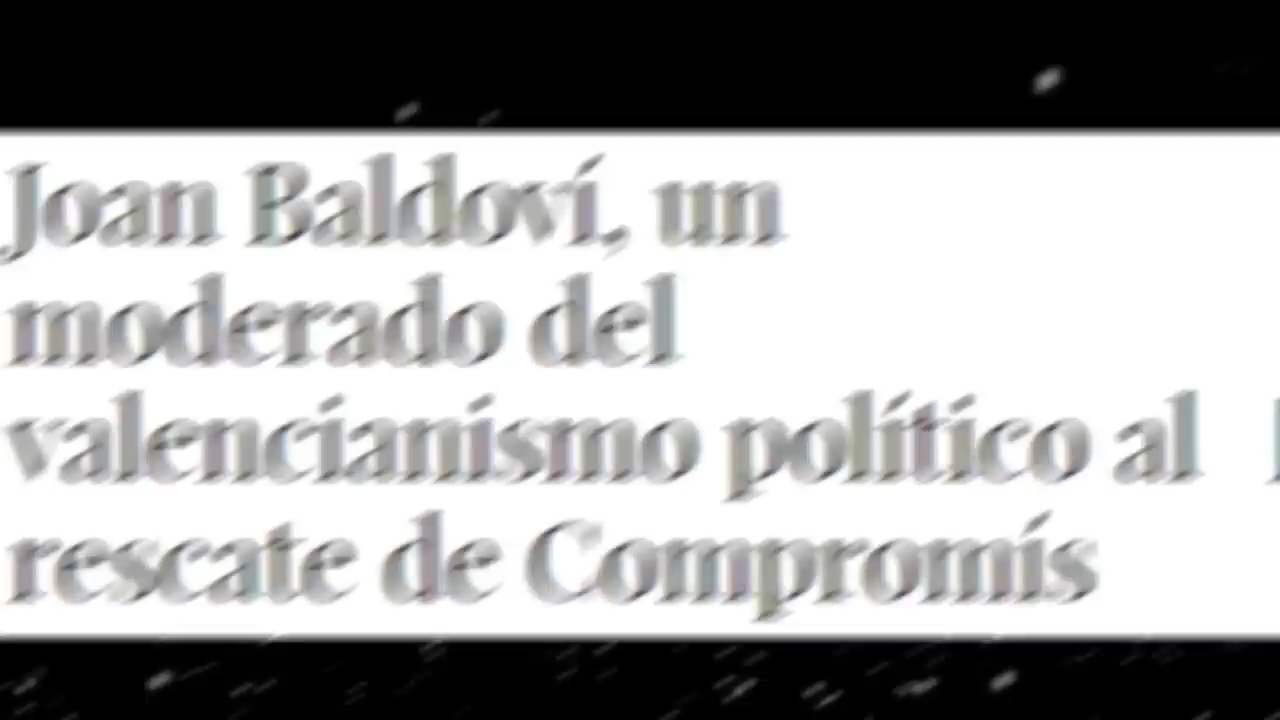 Joan Baldoví, un
moderado del
valencianismo político al
rescate de Compromís